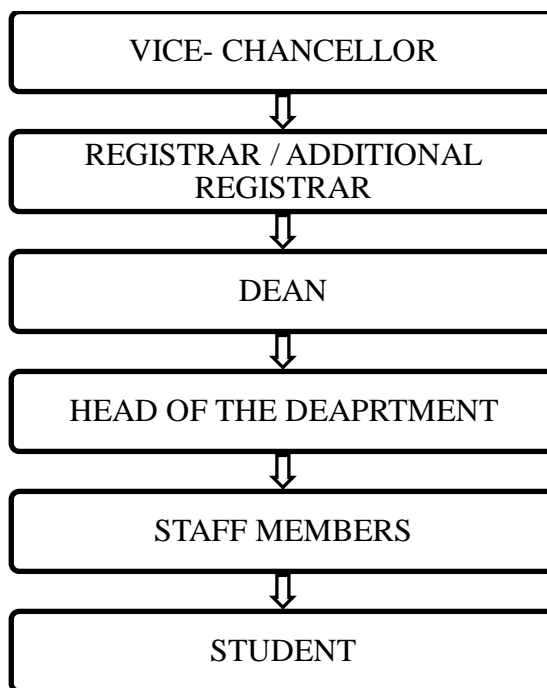 VICE- CHANCELLOR
REGISTRAR / ADDITIONAL
REGISTRAR
DEAN
HEAD OF THE DEAPRTMENT
STAFF MEMBERS
STUDENT